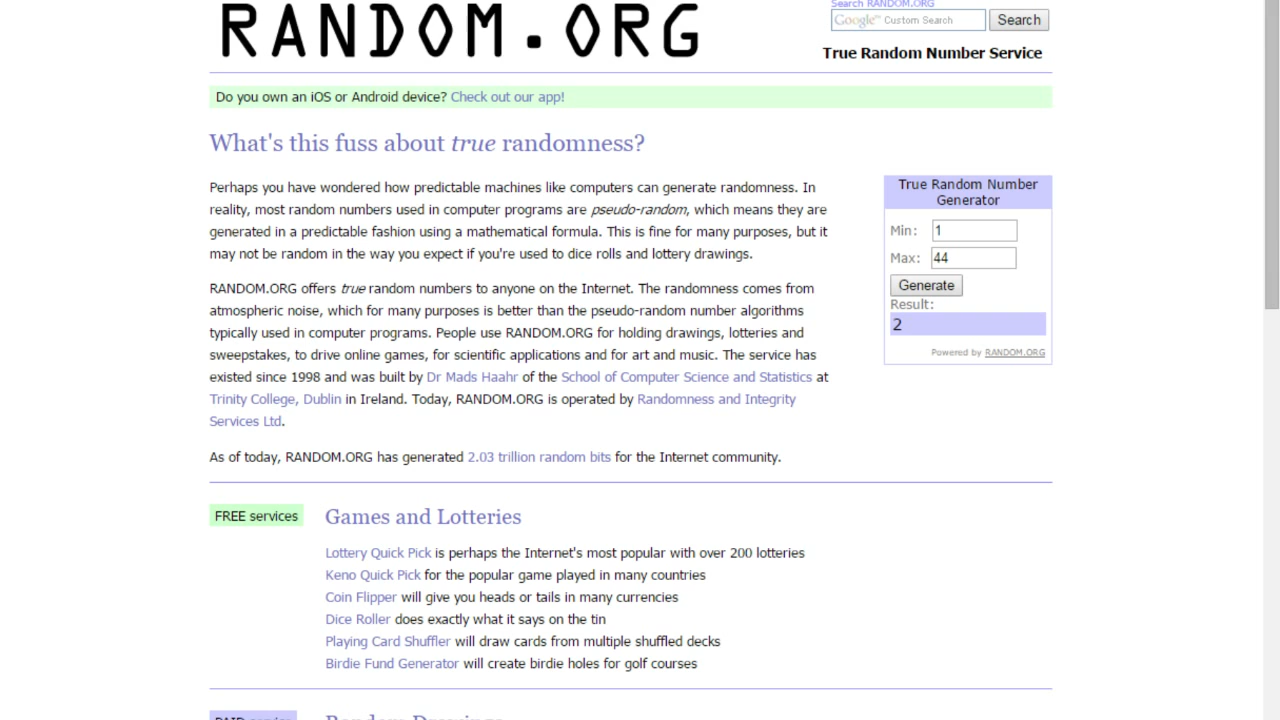 RANDOM.ORG
Search RANDOM.ORG
Google™ Custom Search Search
True Random Number Service
Do you own an iOS or Android device? Check out our app!
What's this fuss about true randomness?
Perhaps you have wondered how predictable machines like computers can generate randomness. In
reality, most random numbers used in computer programs are pseudo-random, which means they are
generated in a predictable fashion using a mathematical formula. This is fine for many purposes, but it
may not be random in the way you expect if you're used to dice rolls and lottery drawings.
RANDOM.ORG offers true random numbers to anyone on the Internet. The randomness comes from
atmospheric noise, which for many purposes is better than the pseudo-random number algorithms
typically used in computer programs. People use RANDOM.ORG for holding drawings, lotteries and
sweepstakes, to drive online games, for scientific applications and for art and music. The service has
existed since 1998 and was built by Dr Mads Haahr of the School of Computer Science and Statistics at
Trinity College, Dublin in Ireland. Today, RANDOM.ORG is operated by Randomness and Integrity
Services Ltd.
As of today, RANDOM.ORG has generated 2.03 trillion random bits for the Internet community.
True Random Number
Generator
Min: 1
Max: 44
Generate
Result:
2
Powered by RANDOM.ORG
FREE services
Games and Lotteries
Lottery Quick Pick is perhaps the Internet's most popular with over 200 lotteries
Keno Quick Pick for the popular game played in many countries
Coin Flipper will give you heads or tails in many currencies
Dice Roller does exactly what it says on the tin
Playing Card Shuffler will draw cards from multiple shuffled decks
Birdie Fund Generator will create birdie holes for golf courses
PAID service
Random Drawings